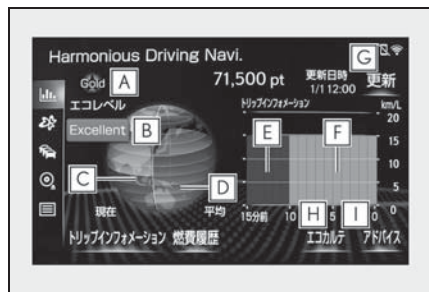 Harmonious Driving Navi.
G
Gold
A
71,500 pt
更新日時
1/1 12:00
更新
エコレベル
トリップインフォメーション
km/L
Excellent
B
E
F
20
15
10
5
0
C
D
現在
平均
15分前
10
5
0
H
I
トリップインフォメーション
燃費履歴
エコカルテ
アドバイス